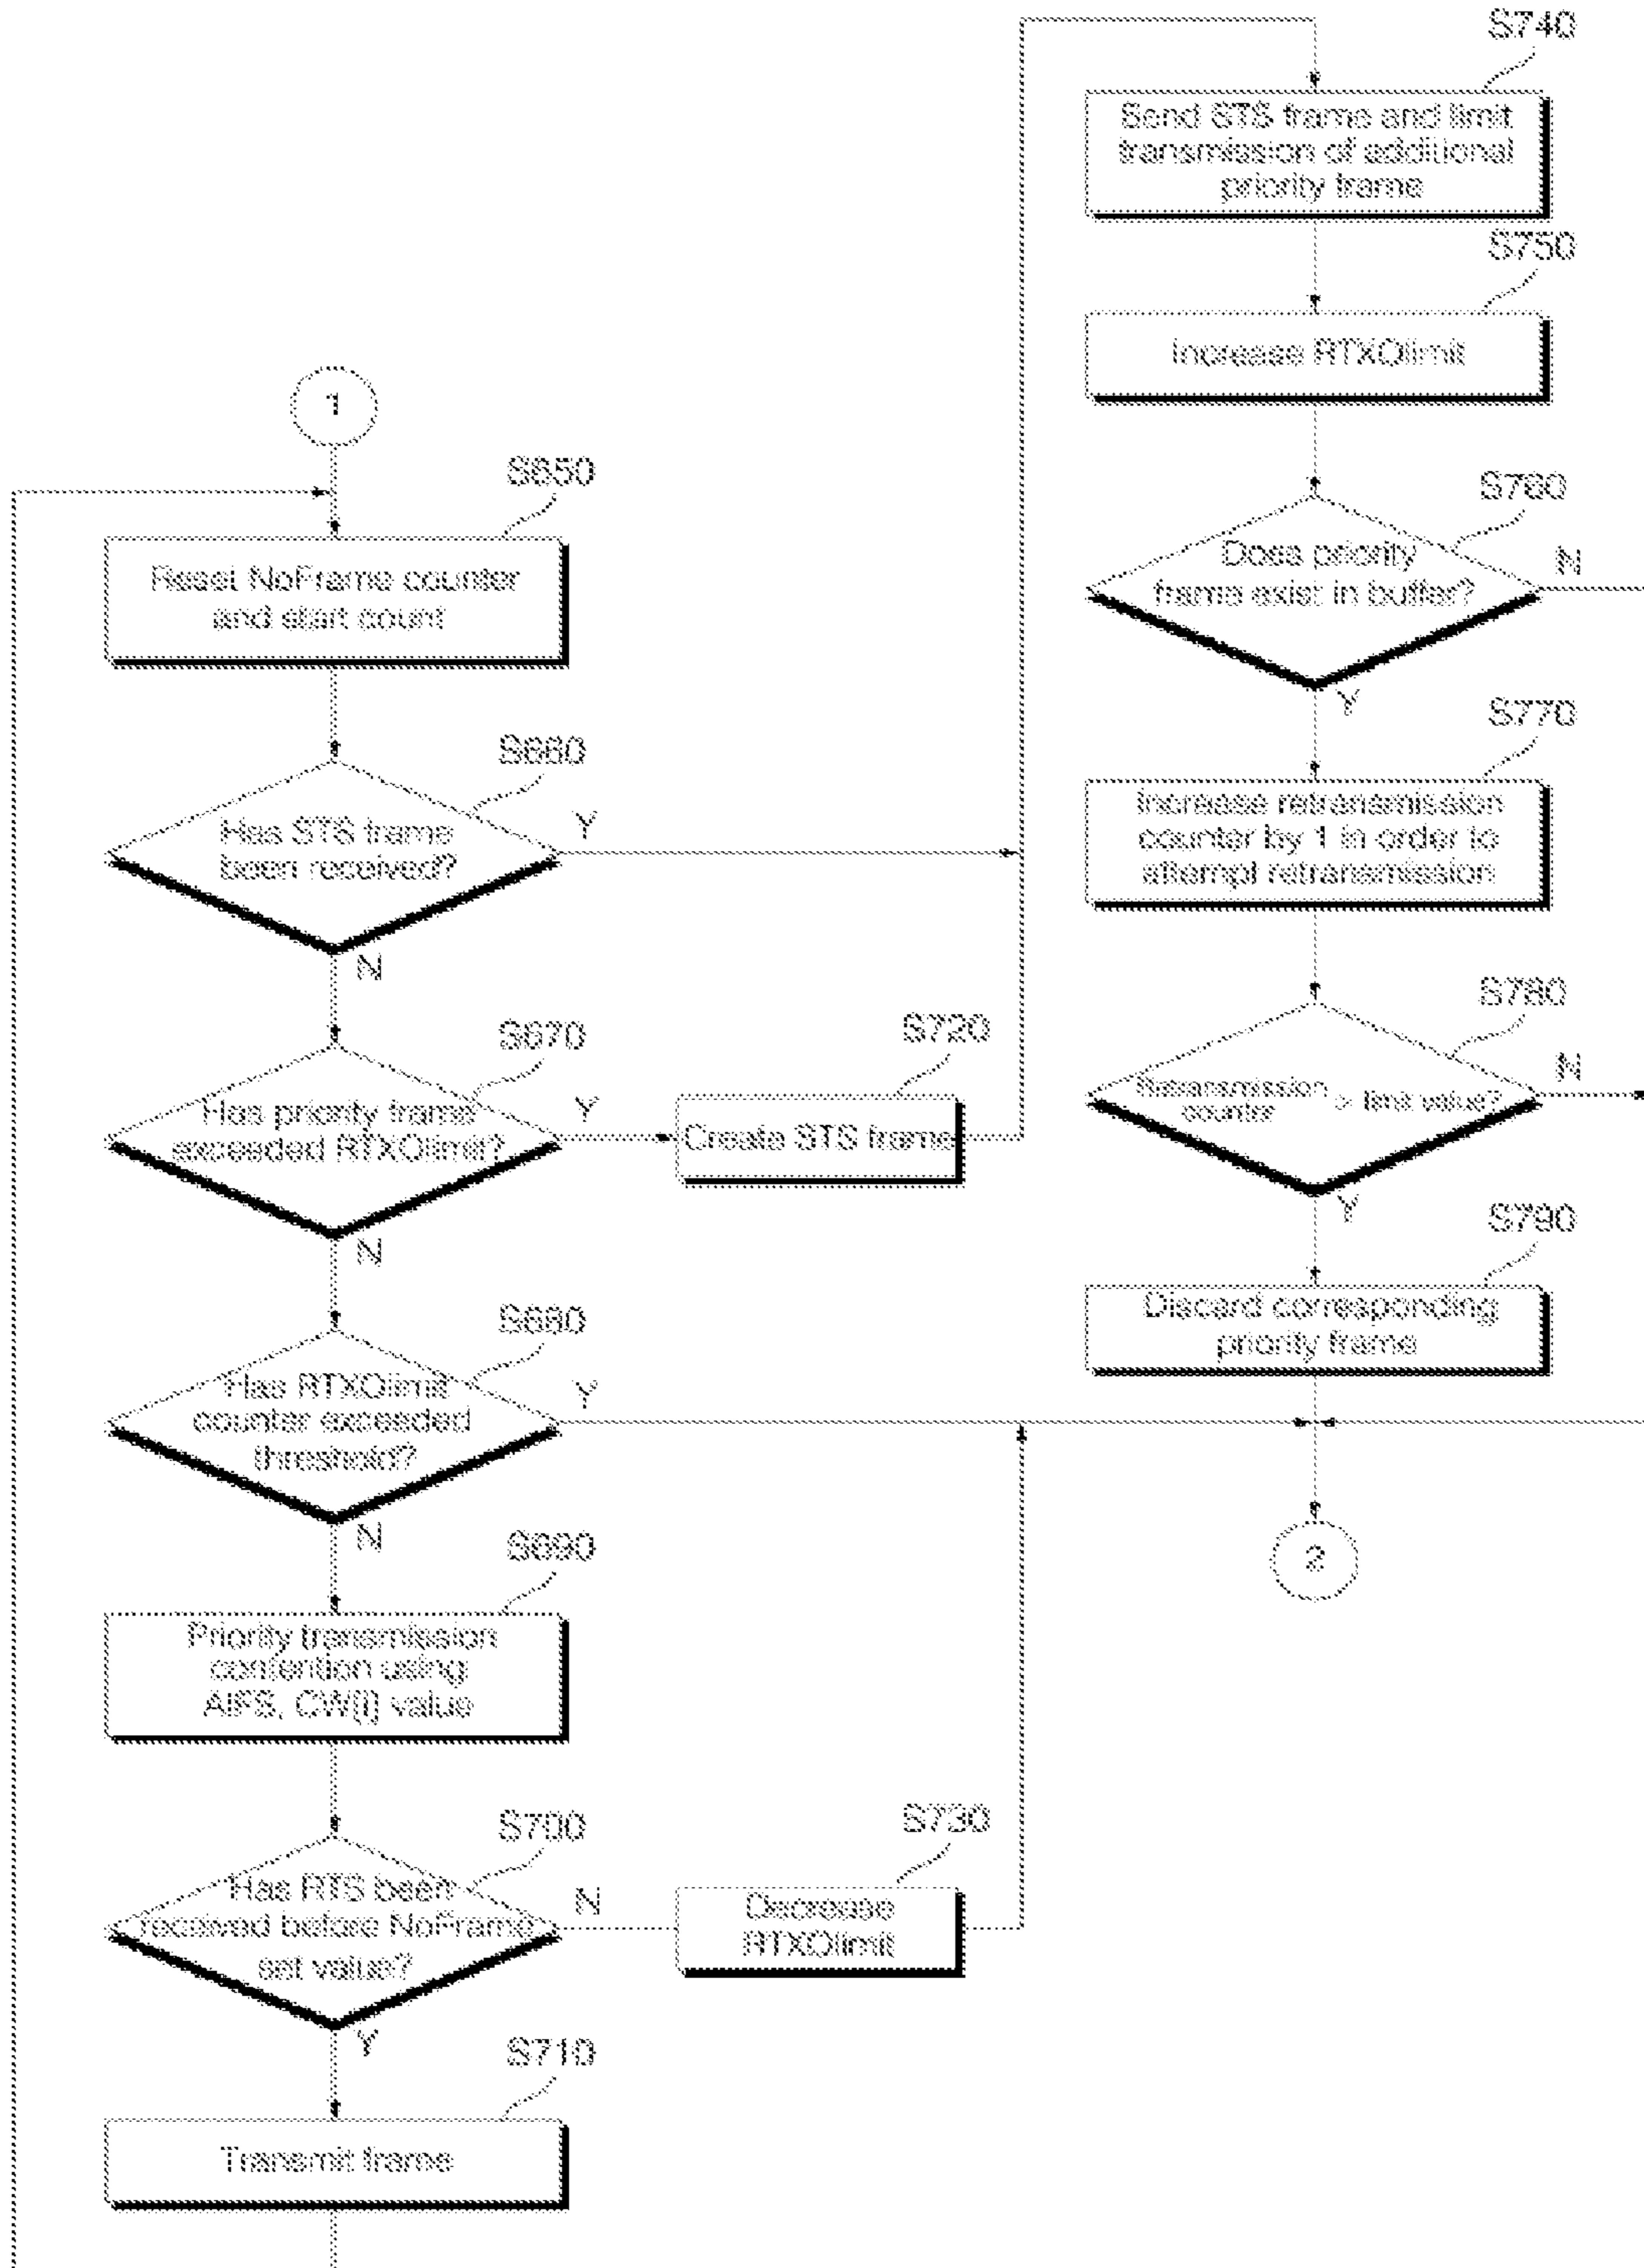 1
S650
Reset NoFrame counter
and start count
S660
Has STS frame
been received?
Y
N
S670
Has priority frame
exceeded RTXOlimit?
Y
N
S720
Create STS frame
S680
Has RTXOlimit
counter exceeded
threshold?
Y
N
S690
Priority transmission
contention using
AIFS, CW[i] value
S700
Has RTS been
received before NoFrame
set value?
N
Y
S730
Decrease
RTXOlimit
S710
Transmit frame
S740
Send STS frame and limit
transmission of additional
priority frame
S750
Increase RTXOlimit
S760
Does priority
frame exist in buffer?
N
Y
S770
Increase retransmission
counter by 1 in order to
attempt retransmission
S780
Retransmission
counter > limit value?
N
Y
S790
Discard corresponding
priority frame
2